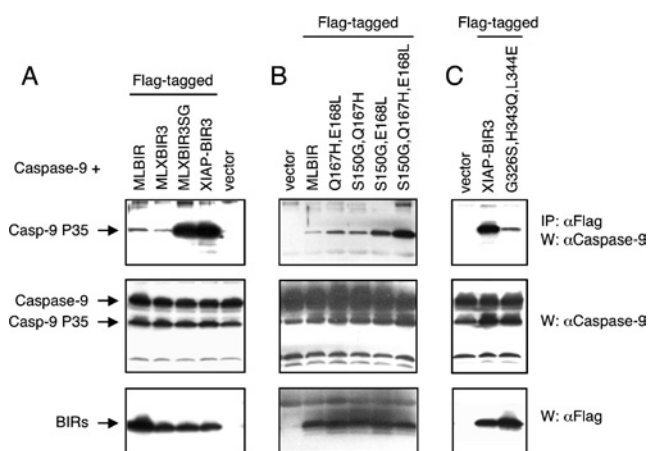 A
Flag-tagged
Caspase-9 +
MLBIR
MLXBIR3
MLXBIR3SG
XIAP-BIR3
vector
B
Flag-tagged
vector
MLBIR
Q167H,E168L
S150G,Q167H
S150G,E168L
S150G,Q167H,E168L
C
Flag-tagged
vector
XIAP-BIR3
G326S,H343Q,L344E
Casp-9 P35
IP: αFlag
W: αCaspase-9
Caspase-9
Casp-9 P35
W: αCaspase-9
BIRs
W: αFlag